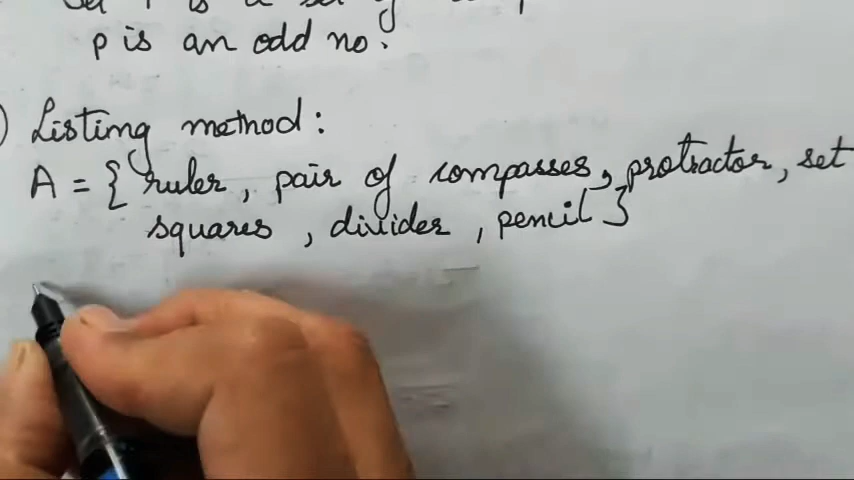 p is an odd no.
) Listing method:
A = { ruler, pair of compasses, protractor, set
squares, divider, pencil }